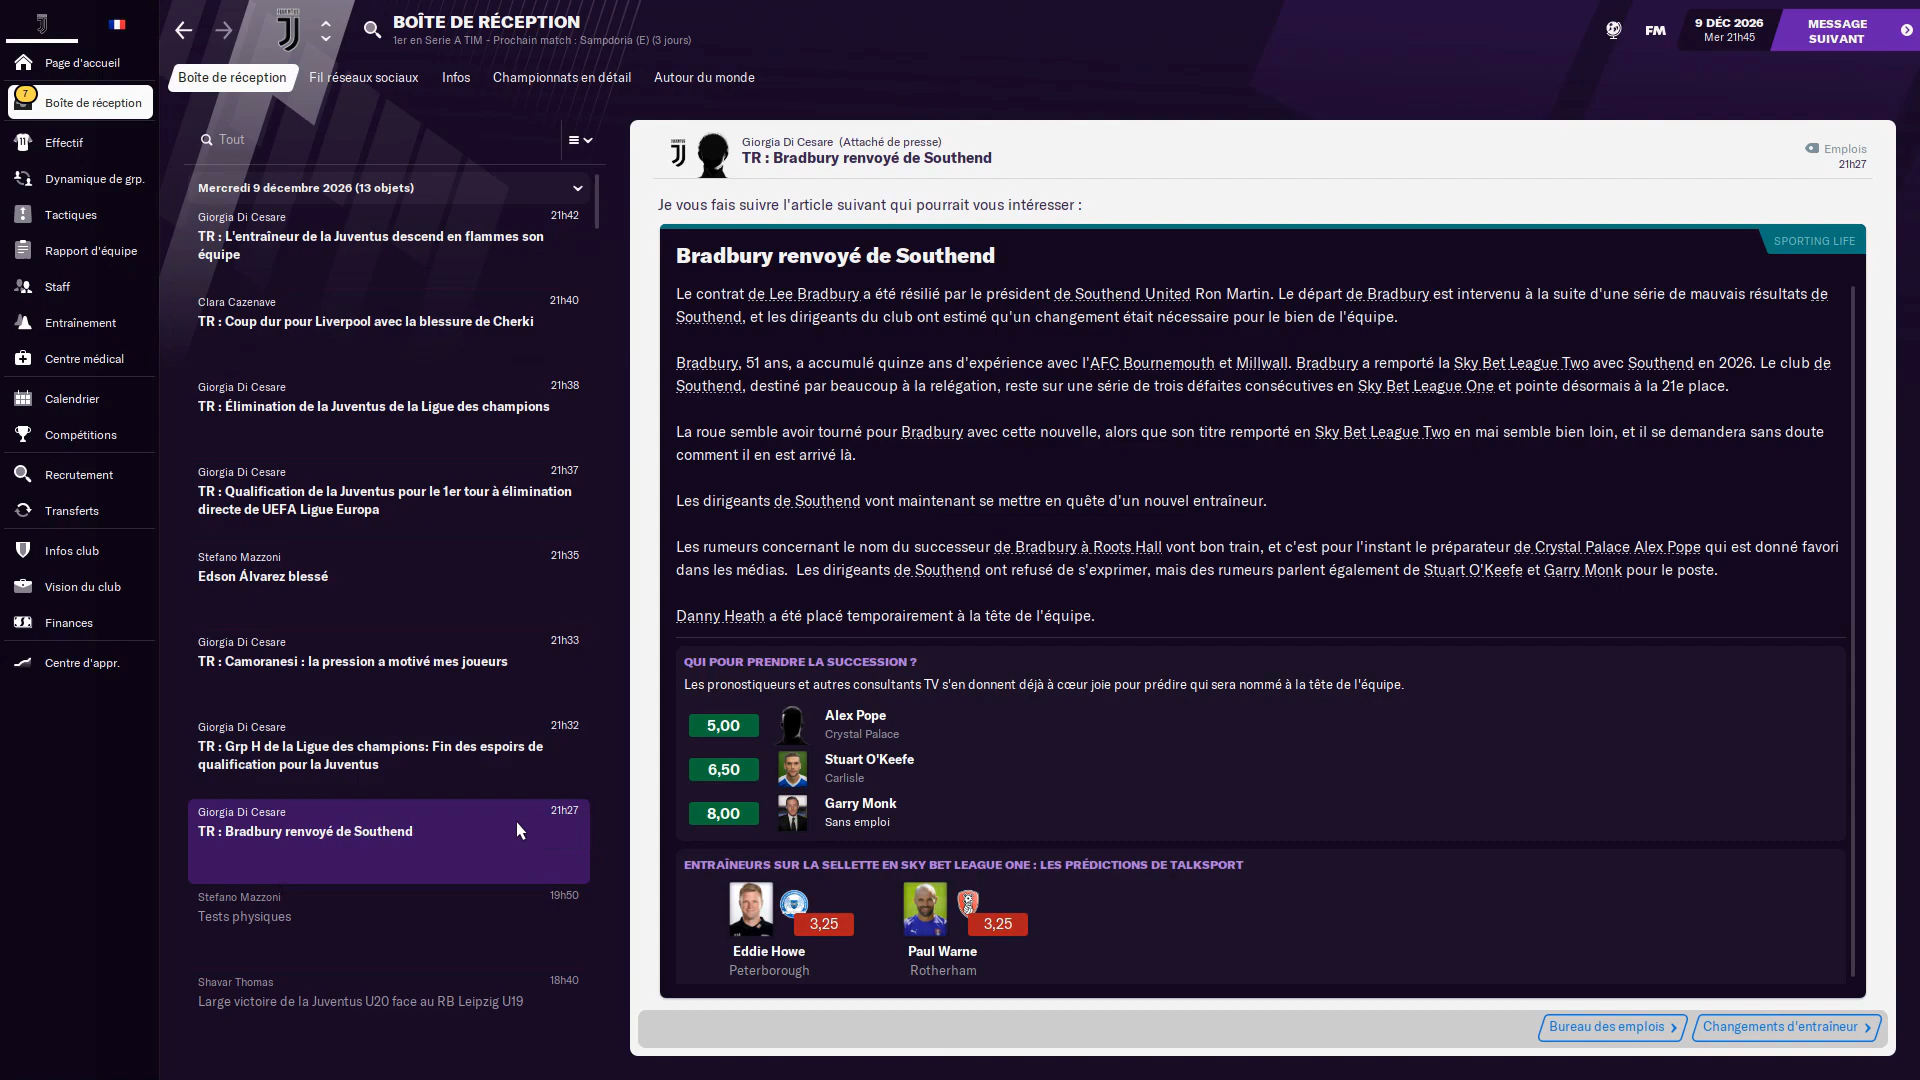 BOÎTE DE RÉCEPTION
1er en Serie A TIM - Prochain match : Sampdoria (E) (3 jours)
FM
9 DÉC 2026
Mer 21h45
MESSAGE
SUIVANT
Page d'accueil
7
Boîte de réception
Effectif
Dynamique de grp.
Tactiques
Rapport d'équipe
Staff
Entraînement
Centre médical
Calendrier
Compétitions
Recrutement
Transferts
Infos club
Vision du club
Finances
Centre d'appr.
Boîte de réception
Fil réseaux sociaux
Infos
Championnats en détail
Autour du monde
Tout
Mercredi 9 décembre 2026 (13 objets)
Giorgia Di Cesare
21h42
TR : L'entraîneur de la Juventus descend en flammes son
équipe
Clara Cazenave
21h40
TR : Coup dur pour Liverpool avec la blessure de Cherki
Giorgia Di Cesare
21h38
TR : Élimination de la Juventus de la Ligue des champions
Giorgia Di Cesare
21h37
TR : Qualification de la Juventus pour le 1er tour à élimination
directe de UEFA Ligue Europa
Stefano Mazzoni
21h35
Edson Álvarez blessé
Giorgia Di Cesare
21h33
TR : Camoranesi : la pression a motivé mes joueurs
Giorgia Di Cesare
21h32
TR : Grp H de la Ligue des champions: Fin des espoirs de
qualification pour la Juventus
Giorgia Di Cesare
21h27
TR : Bradbury renvoyé de Southend
Stefano Mazzoni
19h50
Tests physiques
Shavar Thomas
18h40
Large victoire de la Juventus U20 face au RB Leipzig U19
Giorgia Di Cesare (Attaché de presse)
TR : Bradbury renvoyé de Southend
Emplois
21h27
Je vous fais suivre l'article suivant qui pourrait vous intéresser :
SPORTING LIFE
Bradbury renvoyé de Southend
Le contrat de Lee Bradbury a été résilié par le président de Southend United Ron Martin. Le départ de Bradbury est intervenu à la suite d'une série de mauvais résultats de
Southend, et les dirigeants du club ont estimé qu'un changement était nécessaire pour le bien de l'équipe.
Bradbury, 51 ans, a accumulé quinze ans d'expérience avec l'AFC Bournemouth et Millwall. Bradbury a remporté la Sky Bet League Two avec Southend en 2026. Le club de
Southend, destiné par beaucoup à la relégation, reste sur une série de trois défaites consécutives en Sky Bet League One et pointe désormais à la 21e place.
La roue semble avoir tourné pour Bradbury avec cette nouvelle, alors que son titre remporté en Sky Bet League Two en mai semble bien loin, et il se demandera sans doute
comment il en est arrivé là.
Les dirigeants de Southend vont maintenant se mettre en quête d'un nouvel entraîneur.
Les rumeurs concernant le nom du successeur de Bradbury à Roots Hall vont bon train, et c'est pour l'instant le préparateur de Crystal Palace Alex Pope qui est donné favori
dans les médias. Les dirigeants de Southend ont refusé de s'exprimer, mais des rumeurs parlent également de Stuart O'Keefe et Garry Monk pour le poste.
Danny Heath a été placé temporairement à la tête de l'équipe.
QUI POUR PRENDRE LA SUCCESSION ?
Les pronostiqueurs et autres consultants TV s'en donnent déjà à cœur joie pour prédire qui sera nommé à la tête de l'équipe.
5,00
Alex Pope
Crystal Palace
6,50
Stuart O'Keefe
Carlisle
8,00
Garry Monk
Sans emploi
ENTRAÎNEURS SUR LA SELLETTE EN SKY BET LEAGUE ONE : LES PRÉDICTIONS DE TALKSPORT
3,25
Eddie Howe
Peterborough
3,25
Paul Warne
Rotherham
Bureau des emplois
Changements d'entraîneur